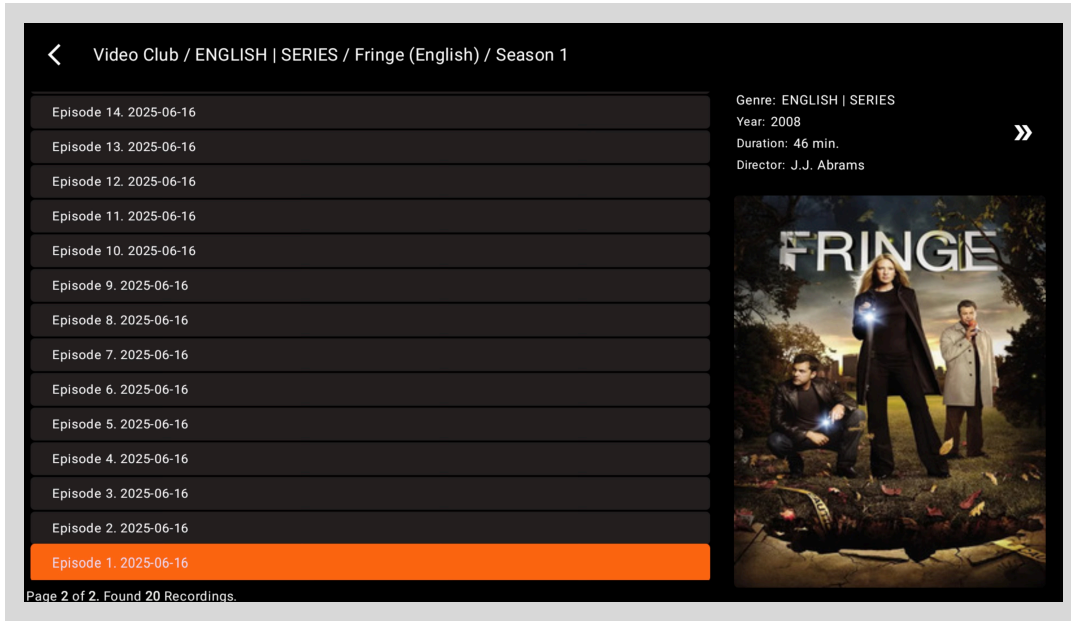 Video Club / ENGLISH | SERIES / Fringe (English) / Season 1
Episode 14. 2025-06-16
Episode 13. 2025-06-16
Episode 12. 2025-06-16
Episode 11. 2025-06-16
Episode 10. 2025-06-16
Episode 9. 2025-06-16
Episode 8. 2025-06-16
Episode 7. 2025-06-16
Episode 6. 2025-06-16
Episode 5. 2025-06-16
Episode 4. 2025-06-16
Episode 3. 2025-06-16
Episode 2. 2025-06-16
Episode 1. 2025-06-16
Page 2 of 2. Found 20 Recordings.
Genre: ENGLISH | SERIES
Year: 2008
Duration: 46 min.
Director: J.J. Abrams
FRINGE